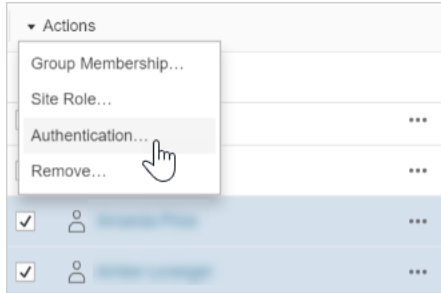 Actions
Group Membership...
Site Role...
Authentication...
Remove...